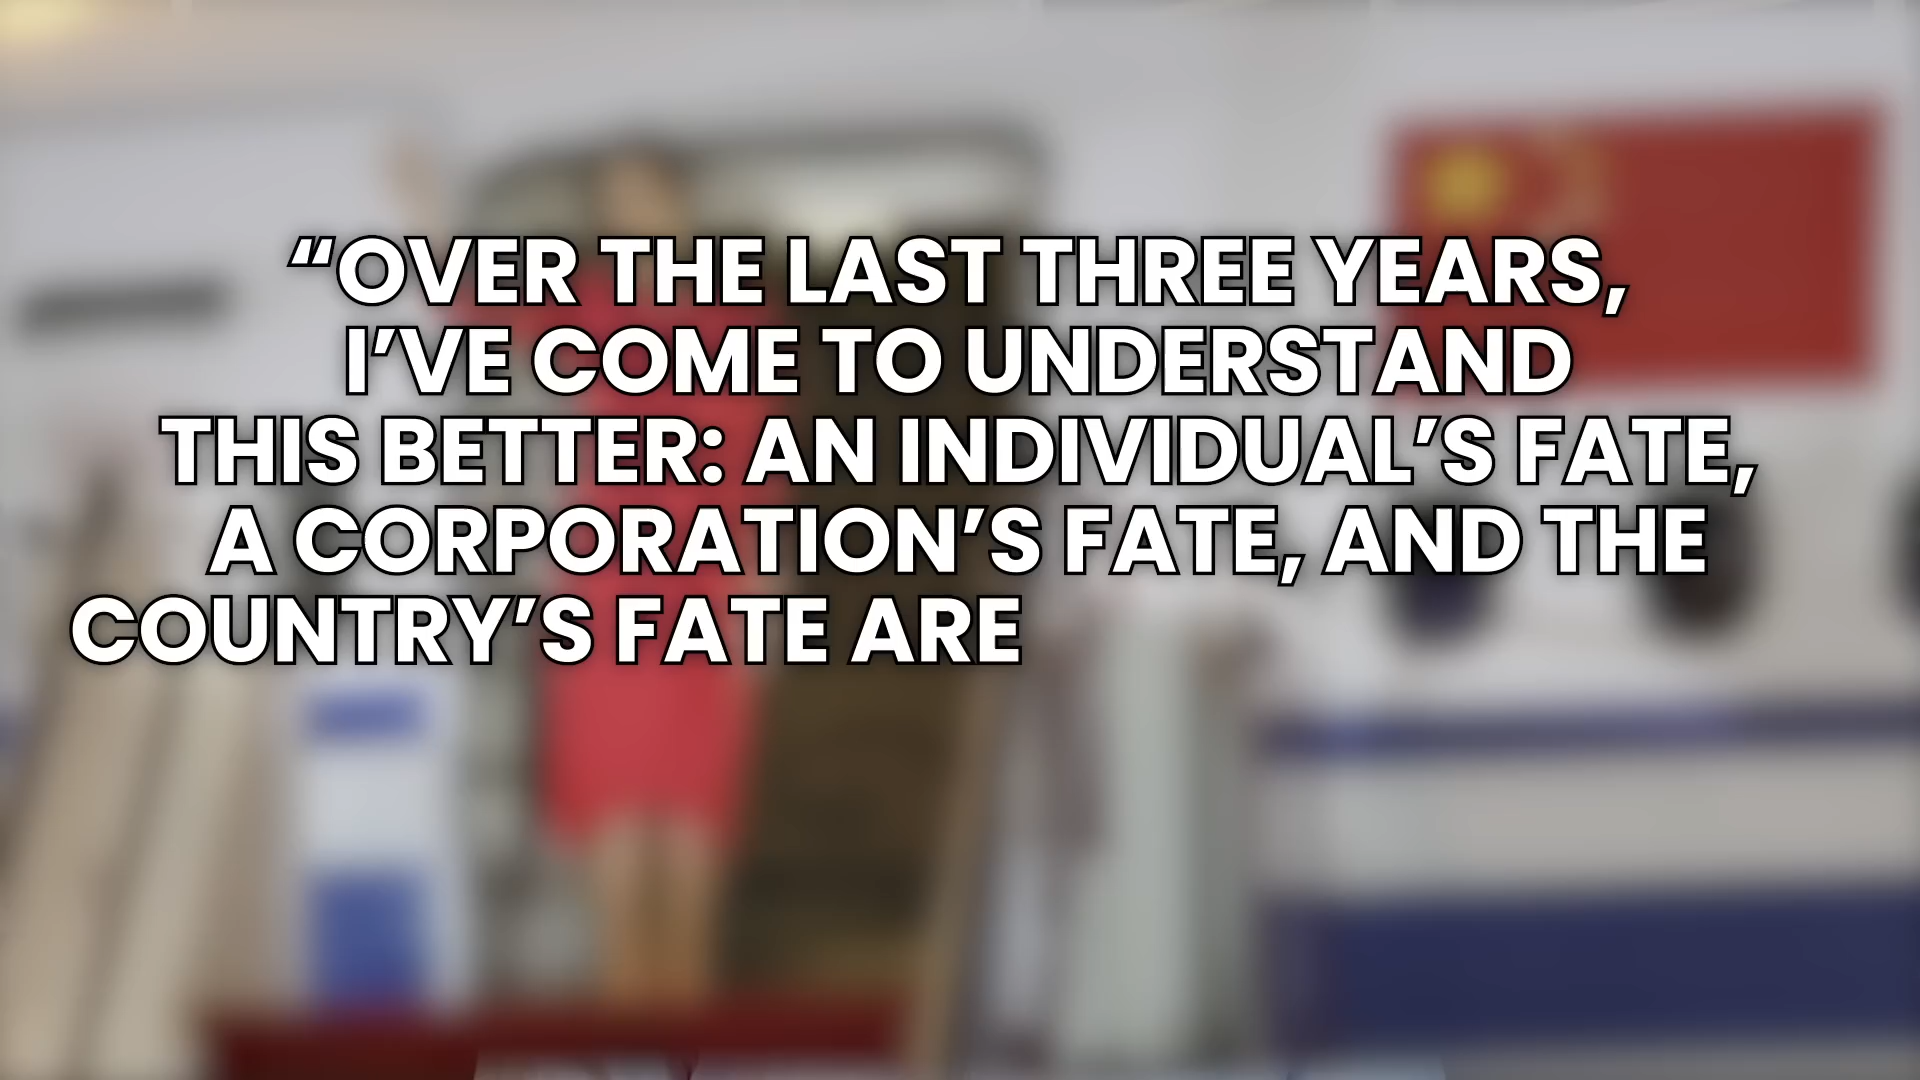 “OVER THE LAST THREE YEARS,
I’VE COME TO UNDERSTAND
THIS BETTER: AN INDIVIDUAL’S FATE,
A CORPORATION’S FATE, AND THE
COUNTRY’S FATE ARE